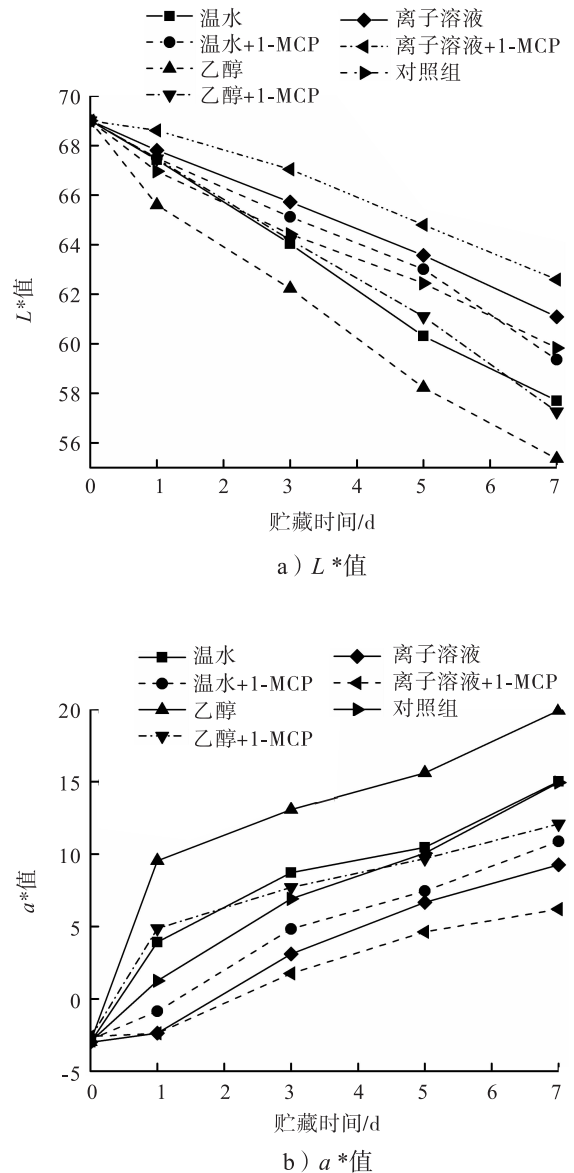 温水
温水+1-MCP
乙醇
乙醇+1-MCP
离子溶液
离子溶液+1-MCP
对照组
70
68
66
64
62
60
58
56
L*值
0 1 2 3 4 5 6 7
贮藏时间/d
a）L *值
温水
温水+1-MCP
乙醇
乙醇+1-MCP
离子溶液
离子溶液+1-MCP
对照组
20
15
10
5
0
-5
a*值
0 1 2 3 4 5 6 7
贮藏时间/d
b）a *值